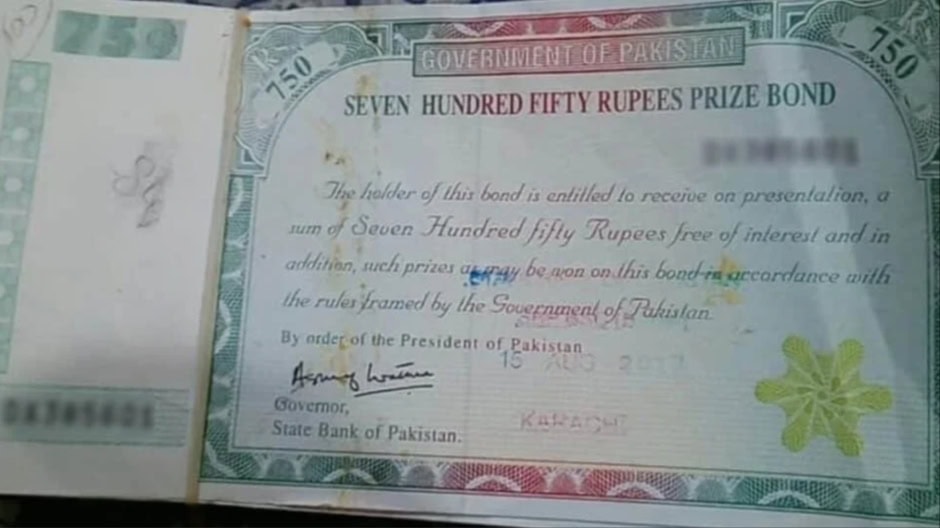 750
R
750
R
750
GOVERNMENT OF PAKISTAN
SEVEN HUNDRED FIFTY RUPEES PRIZE BOND
The holder of this bond is entitled to receive on presentation, a
sum of Seven Hundred fifty Rupees free of interest and in
addition, such prizes as may be won on this bond in accordance with
the rules framed by the Government of Pakistan.
By order of the President of Pakistan
15 AUG
Governor,
State Bank of Pakistan.
KARACHI